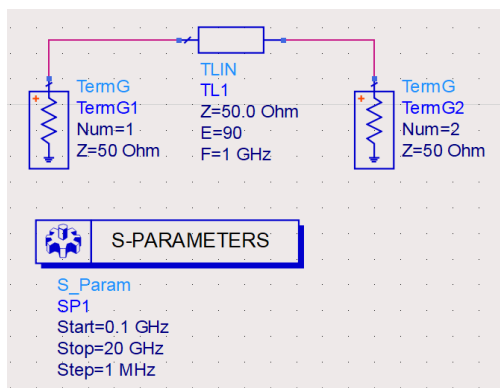 TLIN
TL1
Z=50.0 Ohm
E=90
F=1 GHz
TermG
TermG1
Num=1
Z=50 Ohm
TermG
TermG2
Num=2
Z=50 Ohm
S-PARAMETERS
S_Param
SP1
Start=0.1 GHz
Stop=20 GHz
Step=1 MHz